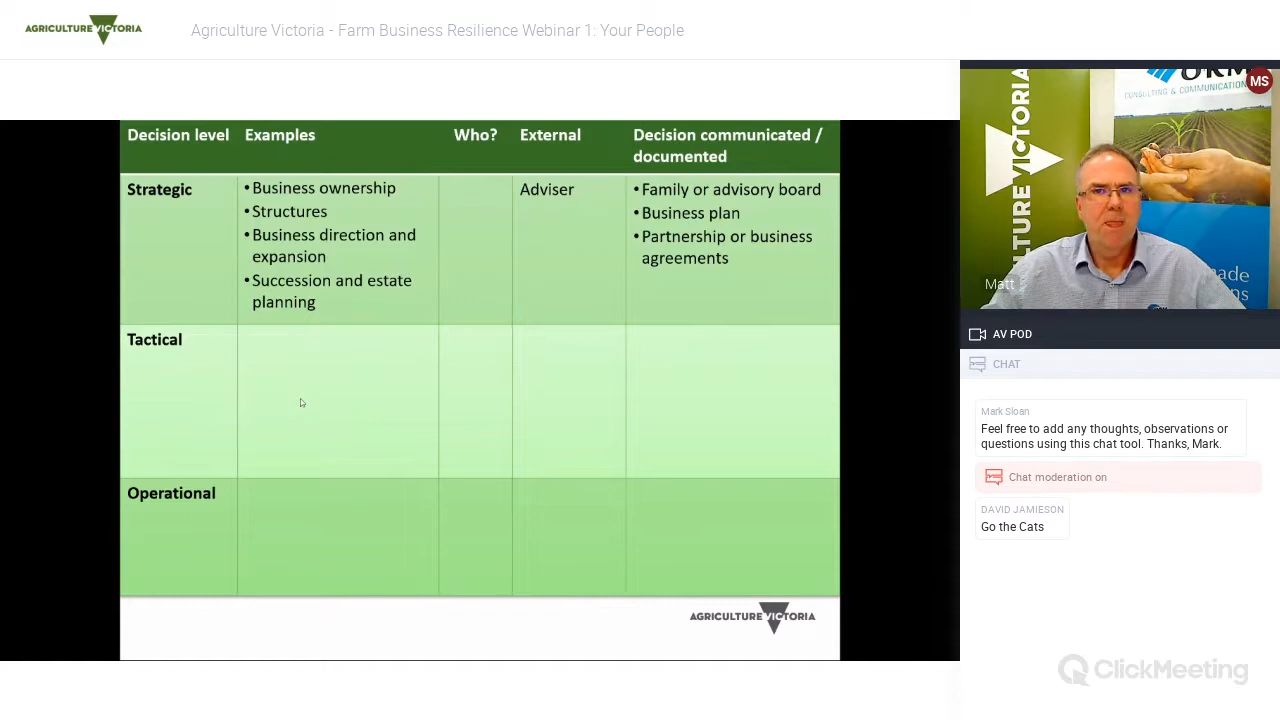 AGRICULTURE VICTORIA
Agriculture Victoria - Farm Business Resilience Webinar 1: Your People
Decision level
Examples
Who?
External
Decision communicated /
documented
Strategic
•Business ownership
•Structures
•Business direction and
expansion
•Succession and estate
planning
Adviser
•Family or advisory board
•Business plan
•Partnership or business
agreements
Tactical
Operational
AGRICULTURE VICTORIA
MS
CONSULTING & COMMUNICATION
Matt
AV POD
CHAT
Mark Sloan
Feel free to add any thoughts, observations or
questions using this chat tool. Thanks, Mark.
Chat moderation on
DAVID JAMIESON
Go the Cats
ClickMeeting